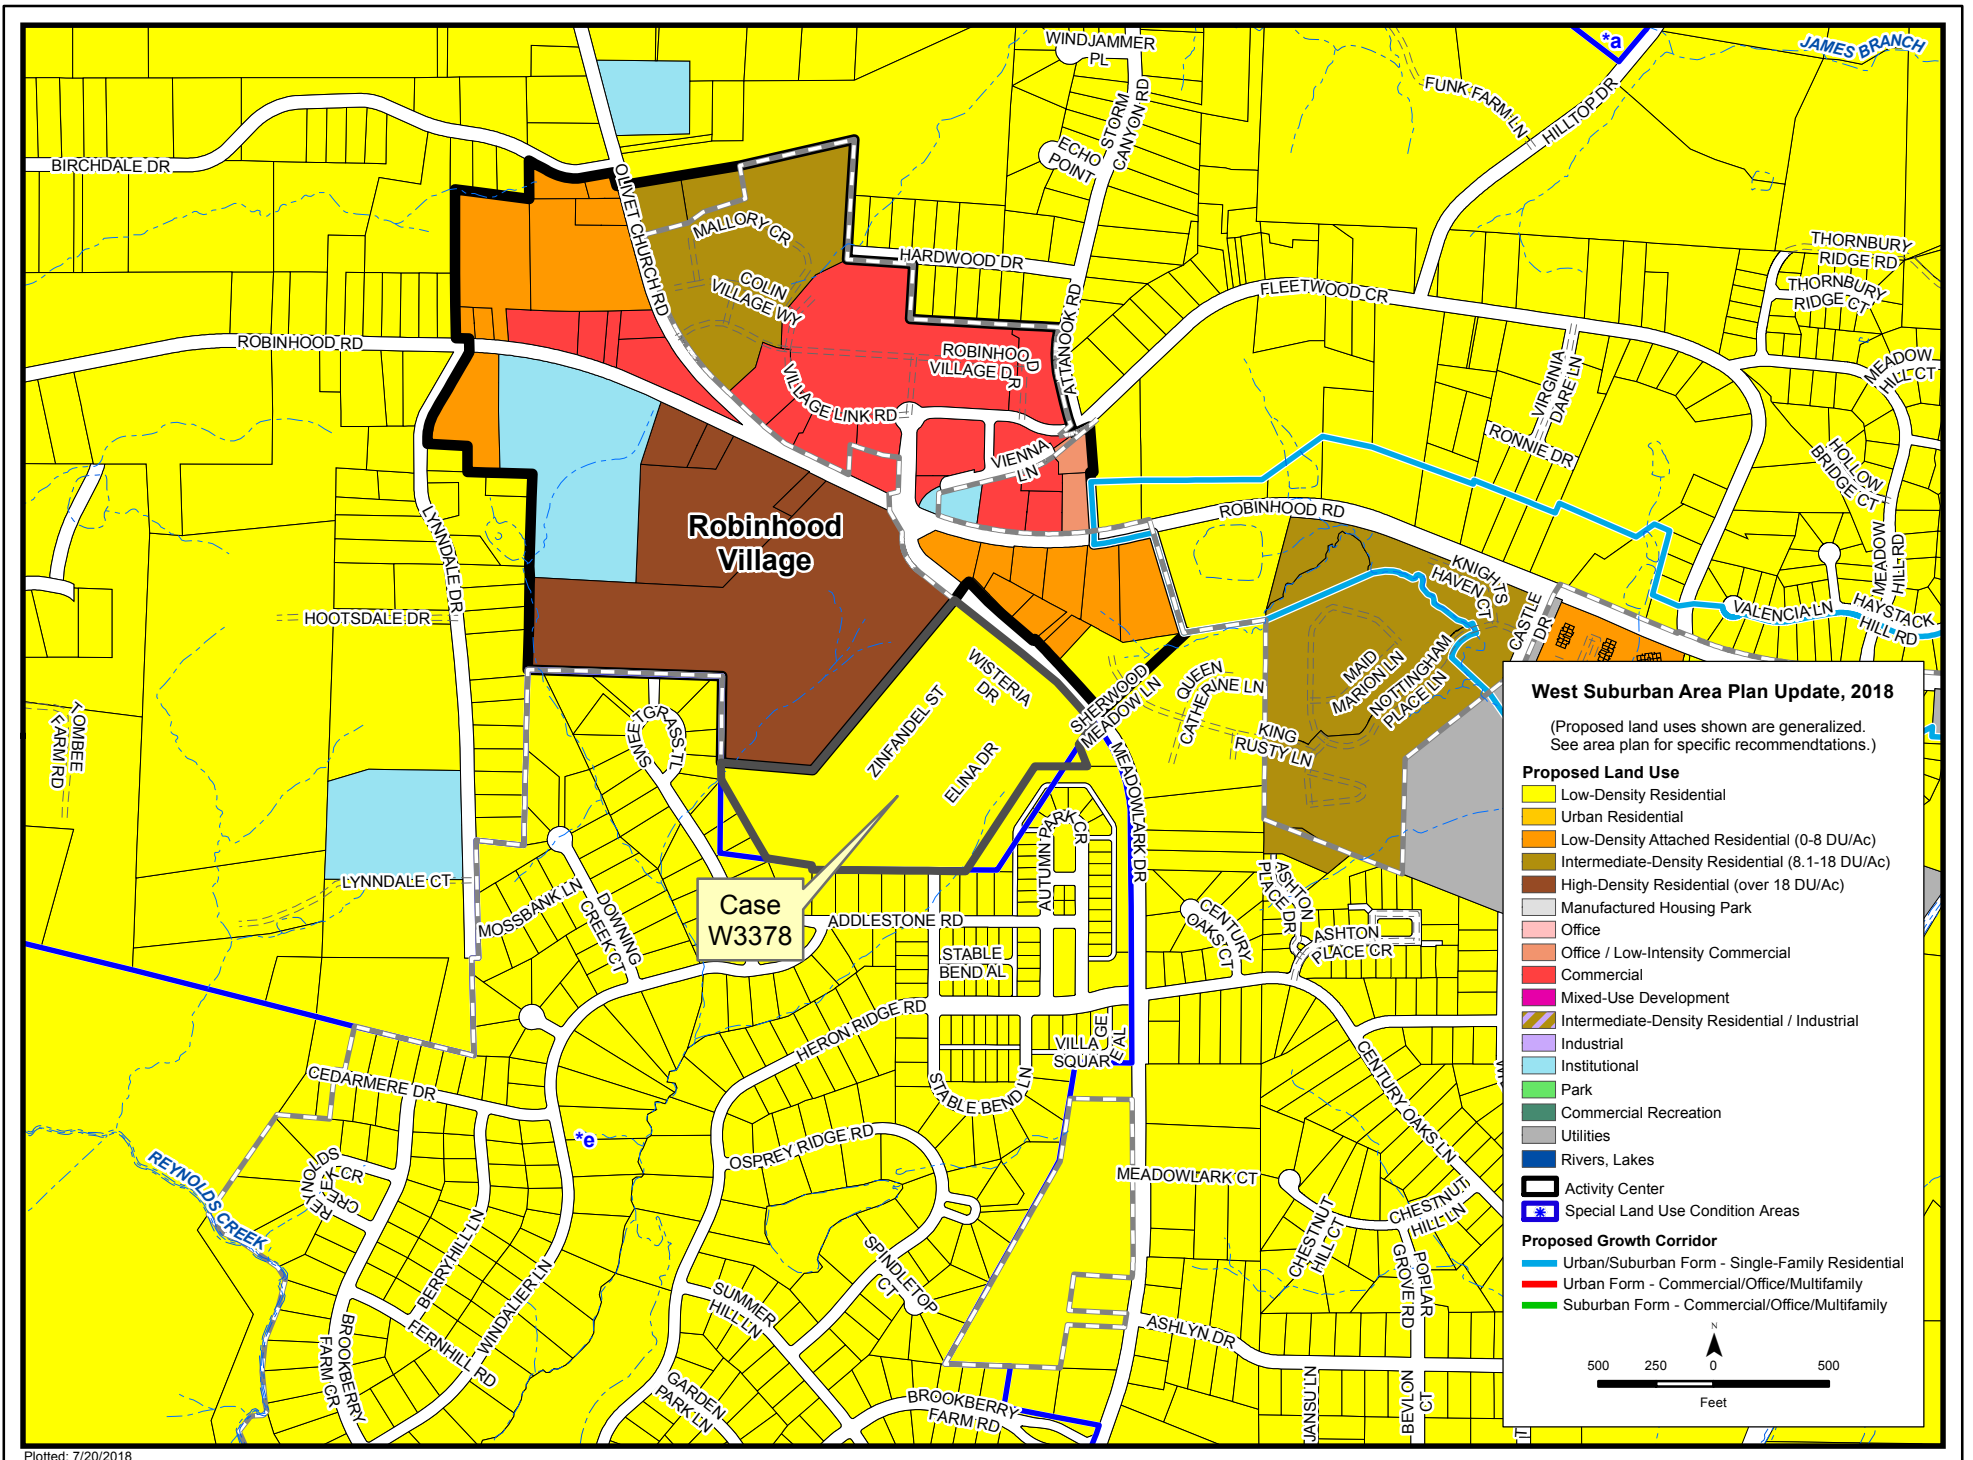 WINDJAMMER
PL
*a
JAMES BRANCH
FUNK FARM LN
HILLTOP DR
STORM
CANYON RD
ECHO
POINT
BIRCHDALE DR
OLIVET CHURCH RD
MALLORY CR
COLIN
VILLAGE WY
HARDWOOD DR
ATTANOOK RD
FLEETWOOD CR
THORNBURY
RIDGE RD
THORNBURY
RIDGE CT
ROBINHOOD RD
ROBINHOOD
VILLAGE DR
VILLAGE LINK RD
VIENNA
LN
VIRGINIA
DARE LN
RONNIE DR
MEADOW
HILL CT
HOLLOW
BRIDGE CT
MEADOW
HILL RD
ROBINHOOD RD
Robinhood
Village
LYNNDALE DR
HOOTSDALE DR
KNIGHTS
HAVEN CT
CASTLE
DR
VALENCIA LN
HAYSTACK
HILL RD
WISTERIA
DR
ZINFANDEL ST
ELINA DR
SHERWOOD
MEADOW LN
QUEEN
CATHERINE LN
MAID
MARION LN
NOTTINGHAM
PLACE LN
KING
RUSTY LN
SWEETGRASS TL
TOMBEE
FARM RD
MEADOWLARK DR
AUTUMN PARK CR
LYNNDALE CT
MOSSBANK LN
DOWNING
CREEK CT
Case
W3378
ADDLESTONE RD
STABLE
BEND AL
CENTURY
OAKS CT
ASHTON
PLACE DR
ASHTON
PLACE CR
HERON RIDGE RD
VILLAGE
SQUARE AL
STABLE BEND LN
CENTURY OAKS LN
CEDARMERE DR
*e
OSPREY RIDGE RD
REYNOLDS
CREEK CR
REYNOLDS CREEK
MEADOWLARK CT
CHESTNUT
HILL CT
CHESTNUT
HILL LN
POPLAR
GROVE RD
BERRYHILL LN
WINDALIER LN
SPINDLETOP
CT
SUMMER
HILL LN
FERNHILL RD
BROOKBERRY
FARM CR
GARDEN
PARK LN
BROOKBERRY
FARM RD
ASHLYN DR
JANSU LN
BEVLON
CT
West Suburban Area Plan Update, 2018
(Proposed land uses shown are generalized.
See area plan for specific recommendtations.)
Proposed Land Use
Low-Density Residential
Urban Residential
Low-Density Attached Residential (0-8 DU/Ac)
Intermediate-Density Residential (8.1-18 DU/Ac)
High-Density Residential (over 18 DU/Ac)
Manufactured Housing Park
Office
Office / Low-Intensity Commercial
Commercial
Mixed-Use Development
Intermediate-Density Residential / Industrial
Industrial
Institutional
Park
Commercial Recreation
Utilities
Rivers, Lakes
Activity Center
* Special Land Use Condition Areas
Proposed Growth Corridor
Urban/Suburban Form - Single-Family Residential
Urban Form - Commercial/Office/Multifamily
Suburban Form - Commercial/Office/Multifamily
N
500 250 0 500
Feet
Plotted: 7/20/2018